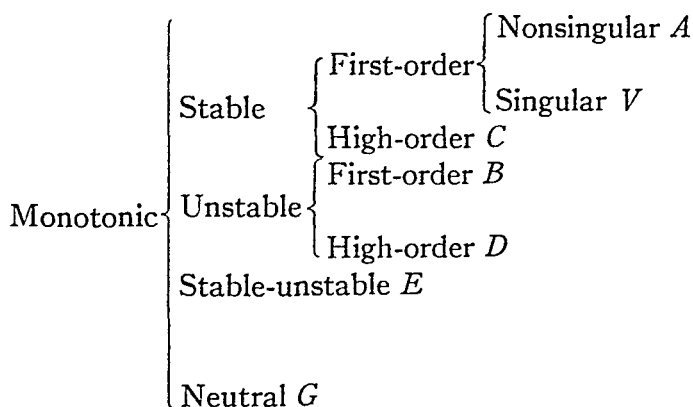 Nonsingular A
First-order
Singular V
Stable
High-order C
First-order B
Monotonic
Unstable
High-order D
Stable-unstable E
Neutral G